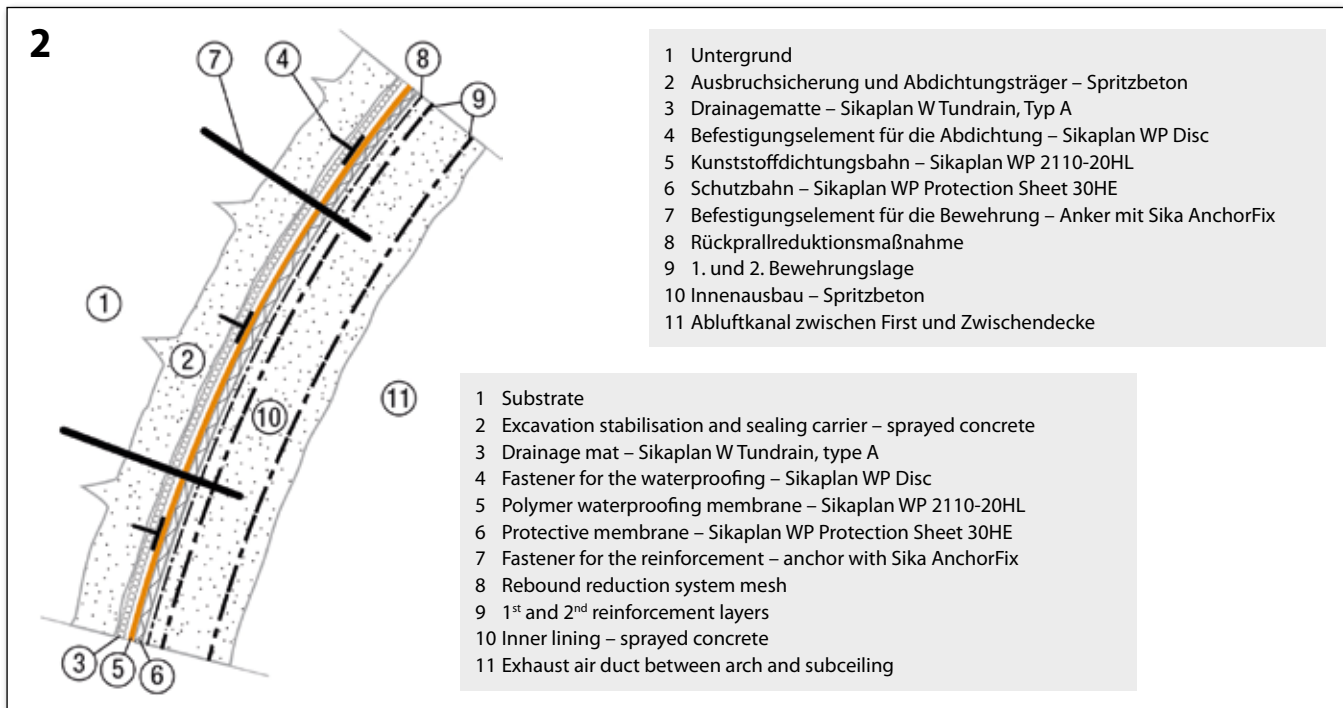 2
7
4
8
9
1
2
10
11
3
5
6
1 Untergrund
2 Ausbruchsicherung und Abdichtungsträger – Spritzbeton
3 Drainagematte – Sikaplan W Tundrain, Typ A
4 Befestigungselement für die Abdichtung – Sikaplan WP Disc
5 Kunststoffdichtungsbahn – Sikaplan WP 2110-20HL
6 Schutzbahn – Sikaplan WP Protection Sheet 30HE
7 Befestigungselement für die Bewehrung – Anker mit Sika AnchorFix
8 Rückprallreduktionsmaßnahme
9 1. und 2. Bewehrungslage
10 Innenausbau – Spritzbeton
11 Abluftkanal zwischen First und Zwischendecke
1 Substrate
2 Excavation stabilisation and sealing carrier – sprayed concrete
3 Drainage mat – Sikaplan W Tundrain, type A
4 Fastener for the waterproofing – Sikaplan WP Disc
5 Polymer waterproofing membrane – Sikaplan WP 2110-20HL
6 Protective membrane – Sikaplan WP Protection Sheet 30HE
7 Fastener for the reinforcement – anchor with Sika AnchorFix
8 Rebound reduction system mesh
9 1st and 2nd reinforcement layers
10 Inner lining – sprayed concrete
11 Exhaust air duct between arch and subceiling